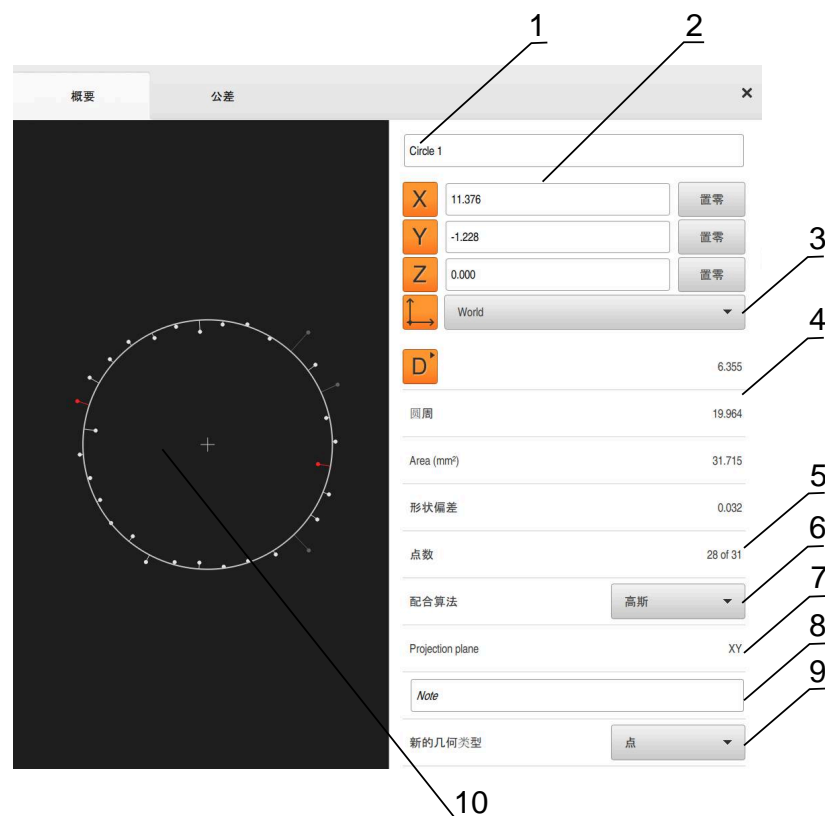 1 2
概要 公差 ×
Circle 1
X 11.376 置零
Y -1.228 置零
3
Z 0.000 置零
World
4
D 6.355
圆周 19.964
Area (mm²) 31.715
5
形状偏差 0.032
6
点数 28 of 31
7
配合算法 高斯
8
Projection plane XY
9
Note
新的几何类型 点
10